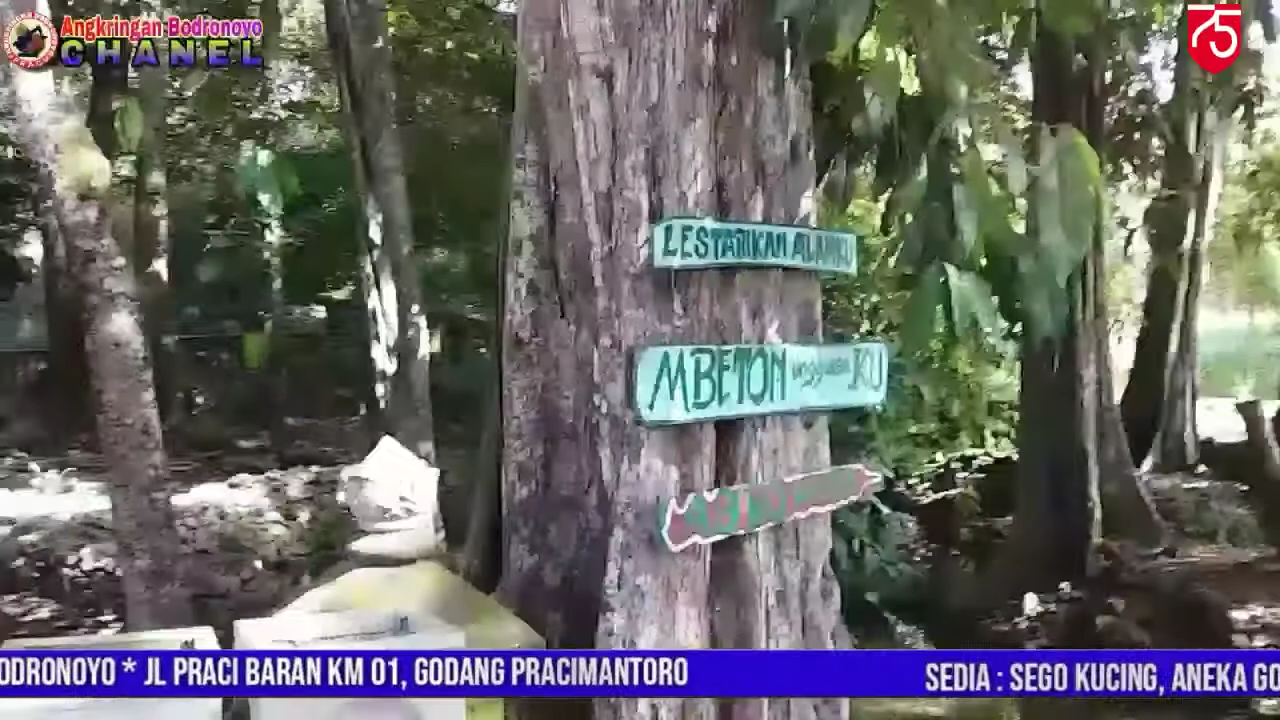 Angkringan Bodronoyo
CHANEL
75
LESTARIKAN ALAMKU
MBETON unggulanKU
ODRONOYO * JL PRACI BARAN KM 01, GODANG PRACIMANTORO
SEDIA : SEGO KUCING, ANEKA GO